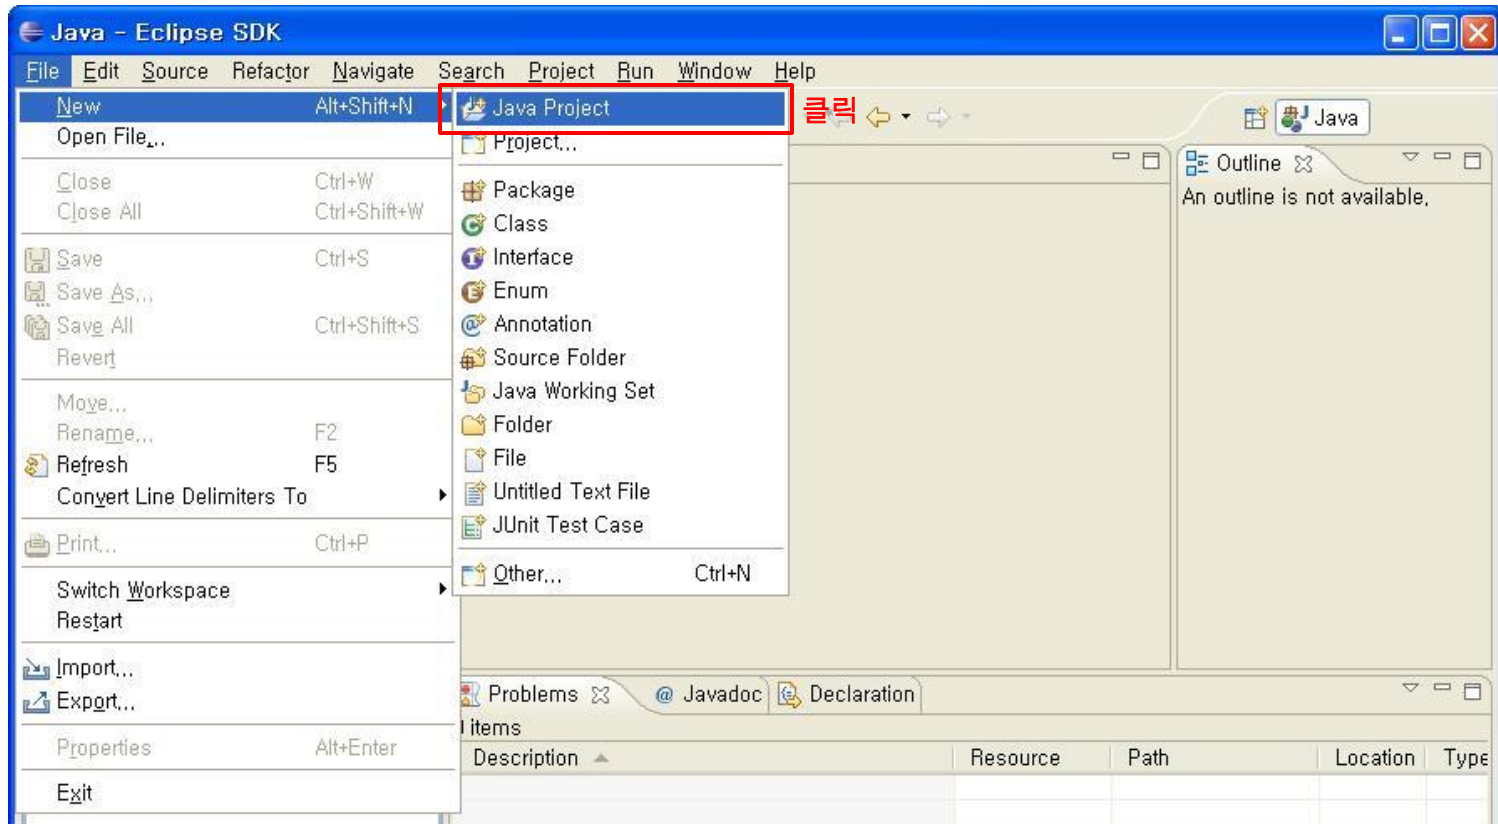 Java - Eclipse SDK
File Edit Source Refactor Navigate Search Project Run Window Help
New Alt+Shift+N
Open File...
Close Ctrl+W
Close All Ctrl+Shift+W
Save Ctrl+S
Save As...
Save All Ctrl+Shift+S
Revert
Move...
Rename... F2
Refresh F5
Convert Line Delimiters To
Print... Ctrl+P
Switch Workspace
Restart
Import...
Export...
Properties Alt+Enter
Exit
Java Project
클릭
Project...
Package
Class
Interface
Enum
Annotation
Source Folder
Java Working Set
Folder
File
Untitled Text File
JUnit Test Case
Other... Ctrl+N
Java
Outline
An outline is not available.
Problems @ Javadoc Declaration
items
Description Resource Path Location Type